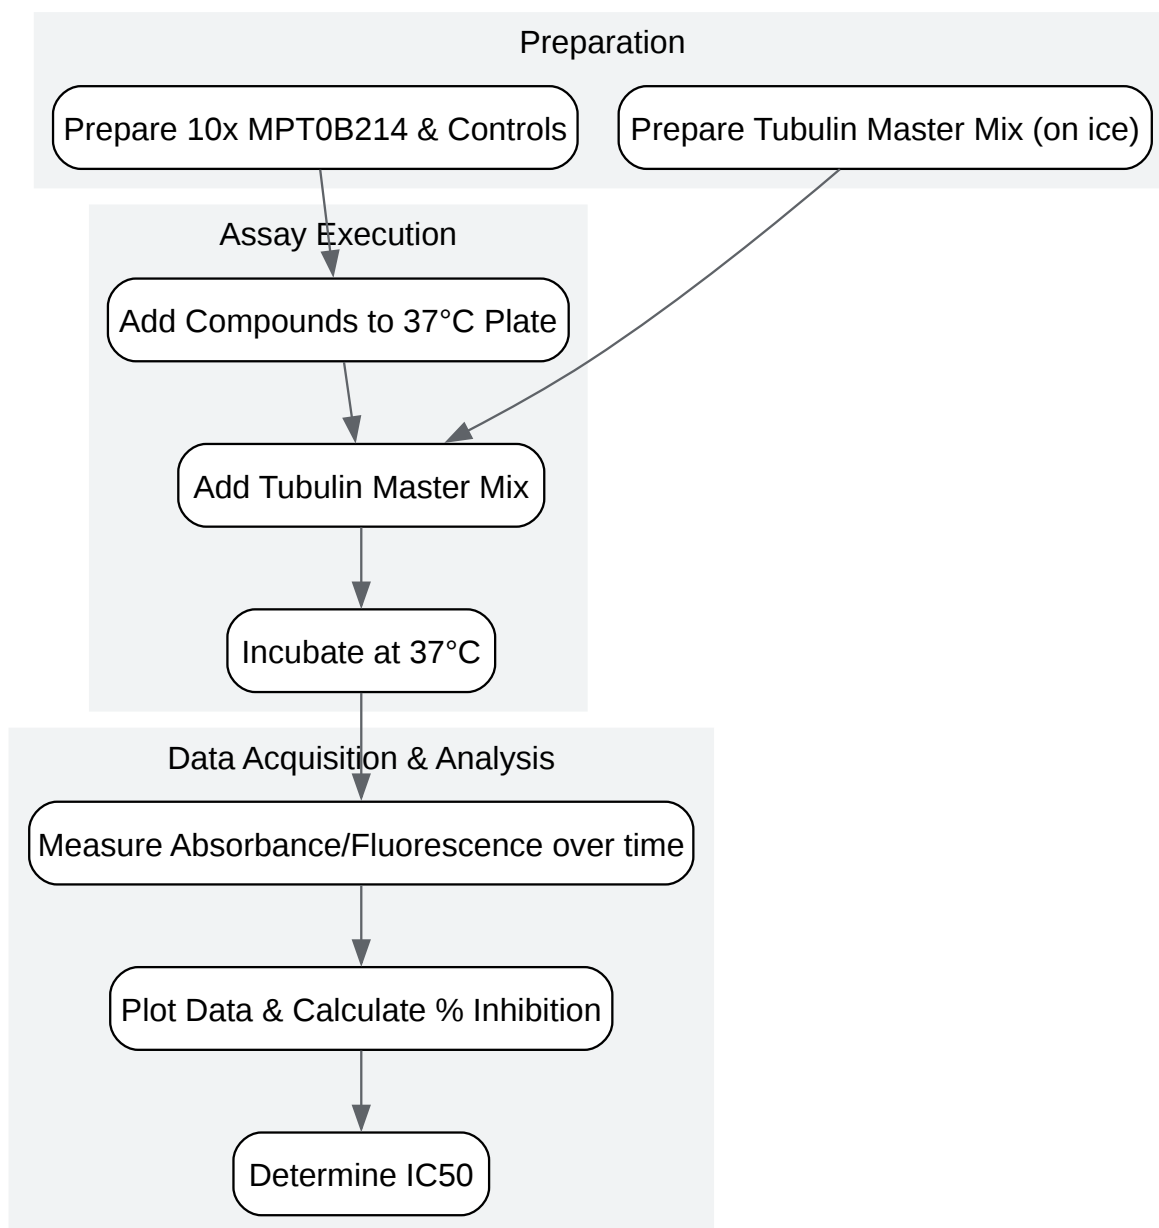 Preparation
Prepare 10x MPT0B214 & Controls
Prepare Tubulin Master Mix (on ice)
Assay Execution
Add Compounds to 37°C Plate
Add Tubulin Master Mix
Incubate at 37°C
Data Acquisition & Analysis
Measure Absorbance/Fluorescence over time
Plot Data & Calculate % Inhibition
Determine IC50